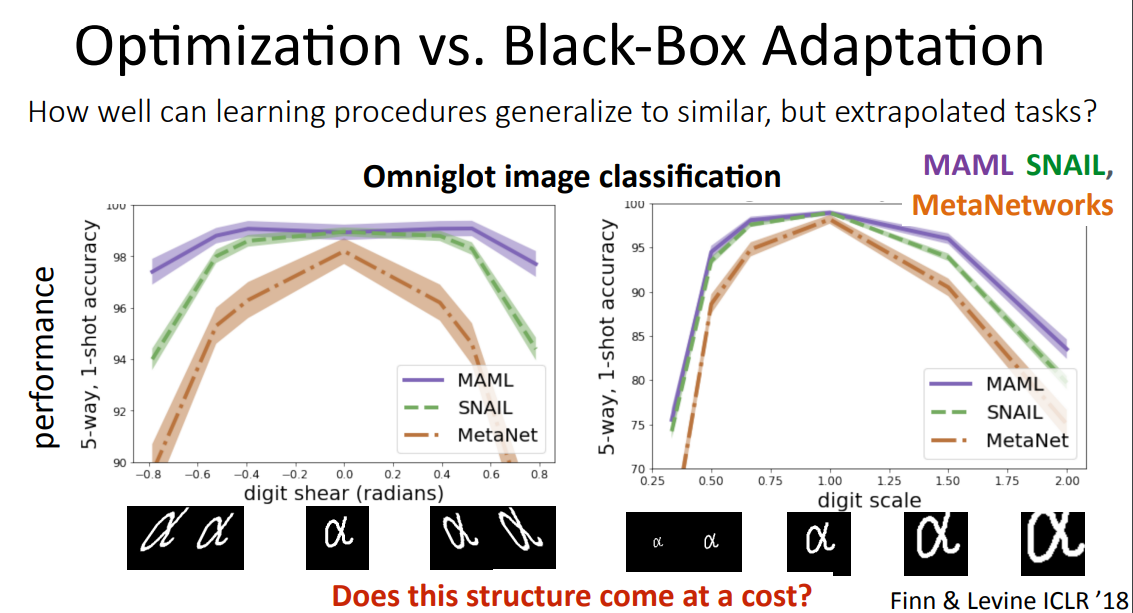 Optimization vs. Black-Box Adaptation
How well can learning procedures generalize to similar, but extrapolated tasks?
MAML SNAIL,
MetaNetworks
Omniglot image classification
performance
5-way, 1-shot accuracy
100
98
96
94
92
90
MAML
SNAIL
MetaNet
−0.8 −0.6 −0.4 −0.2 0.0 0.2 0.4 0.6 0.8
digit shear (radians)
5-way, 1-shot accuracy
100
95
90
85
80
75
70
MAML
SNAIL
MetaNet
0.25 0.50 0.75 1.00 1.25 1.50 1.75 2.00
digit scale
α α α α α
α α α α α
Does this structure come at a cost?
Finn & Levine ICLR ’18